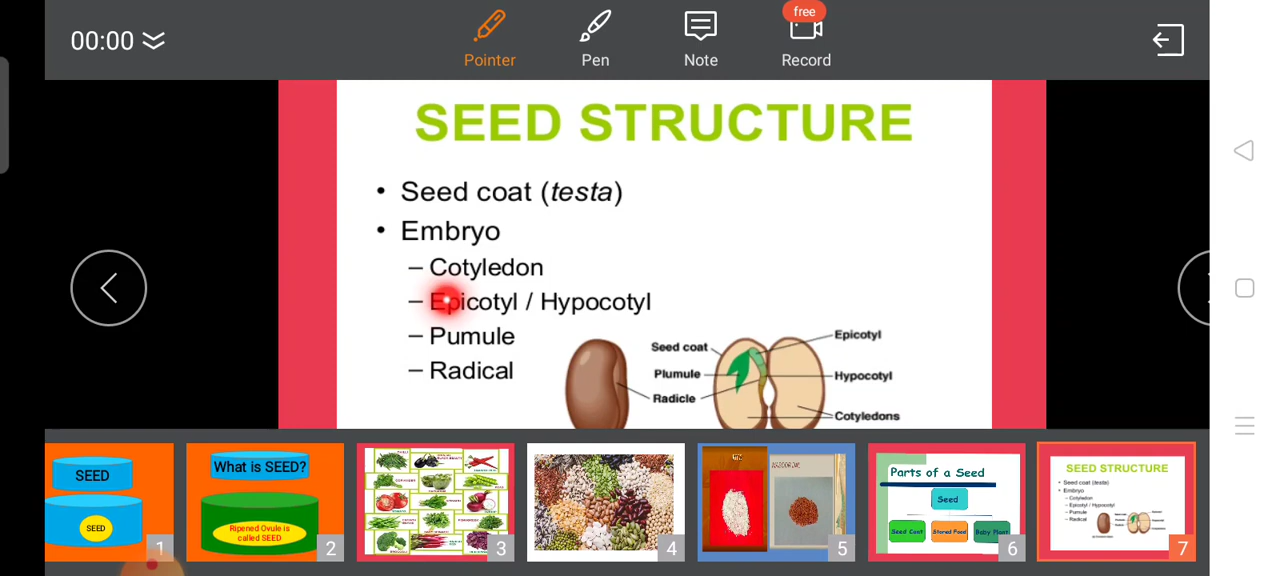 free
00:00
Pointer
Pen
Note
Record
SEED STRUCTURE
• Seed coat (testa)
• Embryo
– Cotyledon
– Epicotyl / Hypocotyl
– Pumule
– Radical
Seed coat
Plumule
Radicle
Epicotyl
Hypocotyl
Cotyledons
SEED
SEED
1
What is SEED?
Ripened Ovule is
called SEED
2
3
4
5
Parts of a Seed
Seed
Seed Coat
Stored Food
Baby Plant
6
SEED STRUCTURE
• Seed coat (testa)
• Embryo
– Cotyledon
– Epicotyl / Hypocotyl
– Pumule
– Radical
7